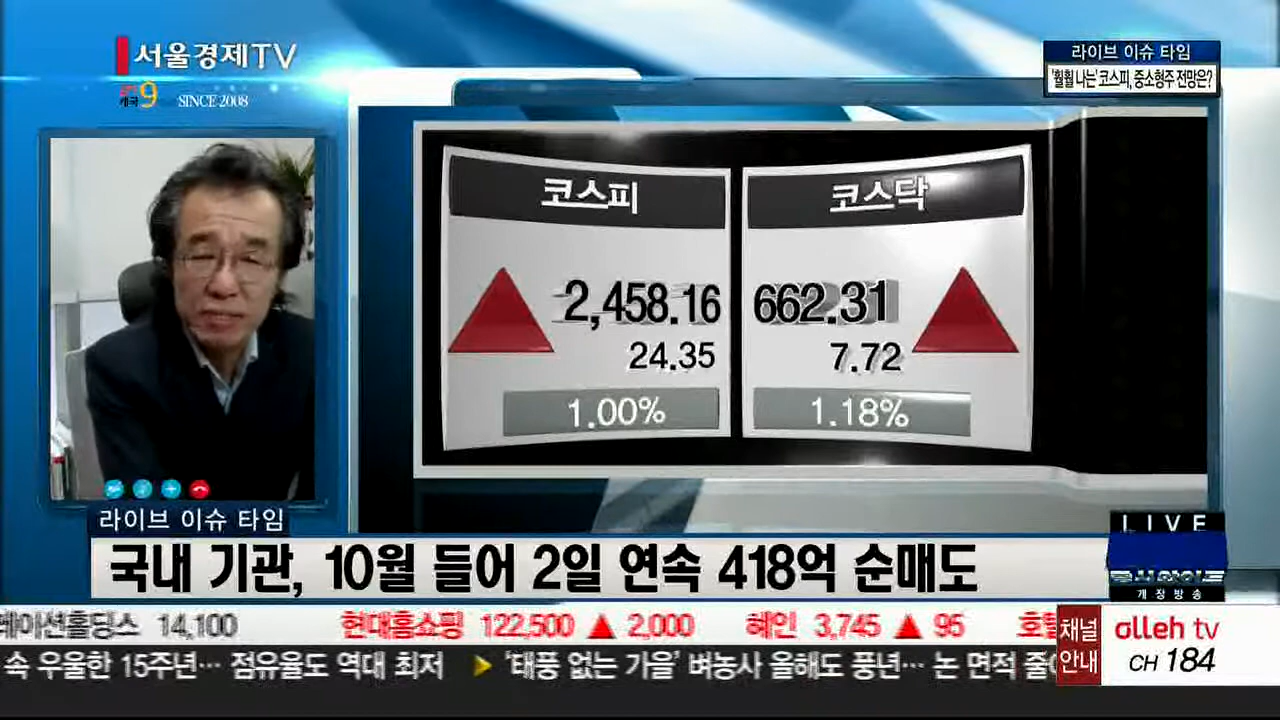 서울경제TV
개국 9 SINCE 2008
라이브 이슈 타임
'훨훨 나는' 코스피, 중소형주 전망은?
코스피
2,458.16
24.35
1.00%
코스닥
662.31
7.72
1.18%
라이브 이슈 타임
국내 기관, 10월 들어 2일 연속 418억 순매도
LIVE
개장방송
케이션홀딩스 14,100 현대홈쇼핑 122,500 ▲ 2,000 혜인 3,745 ▲ 95 호텔
채널 안내
olleh tv
CH 184
속 우울한 15주년… 점유율도 역대 최저 ▶ '태풍 없는 가을' 벼농사 올해도 풍년… 논 면적 줄